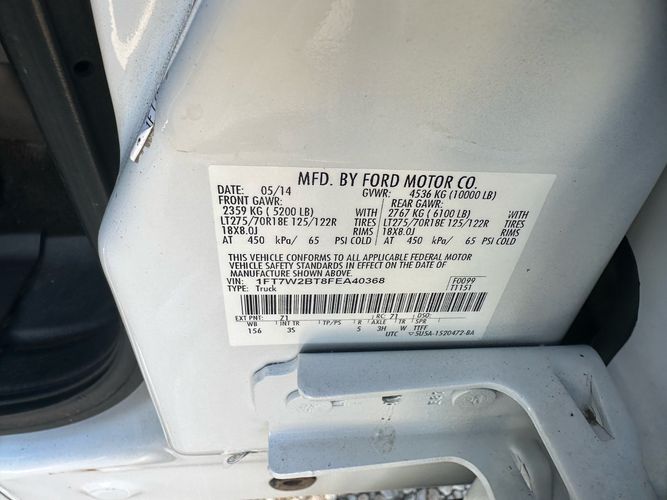 MFD. BY FORD MOTOR CO.
DATE: 05/14 GVWR: 4536 KG (10000 LB)
FRONT GAWR: REAR GAWR:
2359 KG ( 5200 LB) WITH 2767 KG ( 6100 LB) WITH
LT275/70R18E 125/122R TIRES LT275/70R18E 125/122R TIRES
18X8.0J RIMS 18X8.0J RIMS
AT 450 kPa/ 65 PSI COLD AT 450 kPa/ 65 PSI COLD
THIS VEHICLE CONFORMS TO ALL APPLICABLE FEDERAL MOTOR
VEHICLE SAFETY STANDARDS IN EFFECT ON THE DATE OF
MANUFACTURE SHOWN ABOVE.
VIN: 1FT7W2BT8FEA40368 F0099
TYPE: Truck T1151
EXT PNT: Z1 RC: 71 DSO:
WB INT TR TP/PS R AXLE TR SPR
156 3S 5 3H W TTFF
UTC 5U5A-1520472-BA